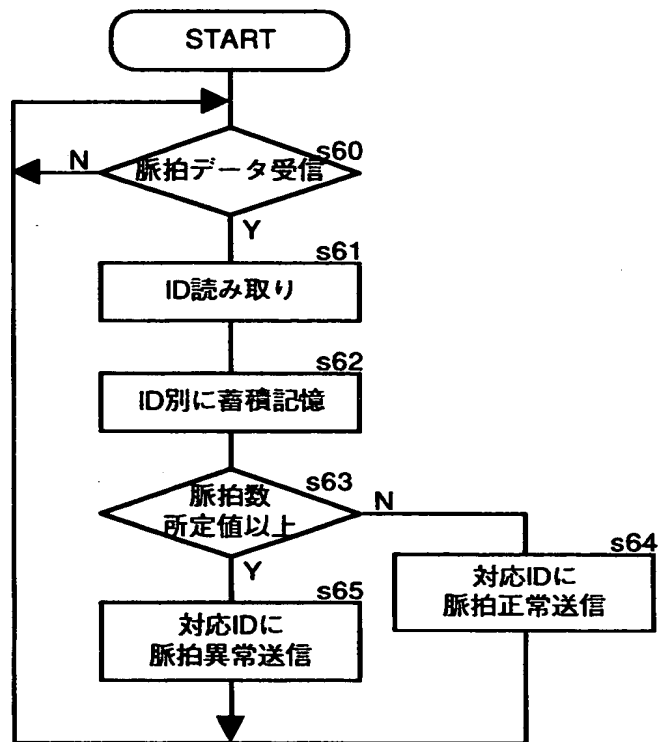 START
s60
N
脈拍データ受信
Y
s61
ID読み取り
s62
ID別に蓄積記憶
s63
脈拍数
所定値以上
N
Y
s64
対応IDに
脈拍正常送信
s65
対応IDに
脈拍異常送信